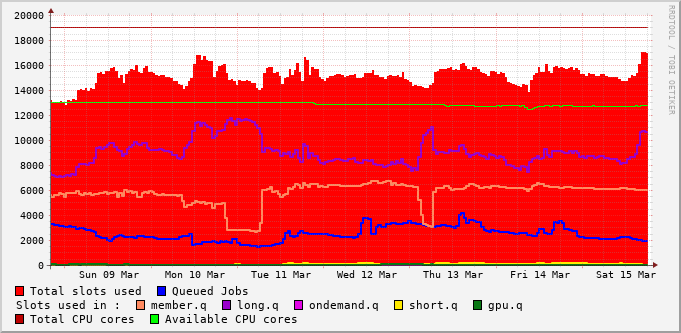 20000
18000
16000
14000
12000
10000
8000
6000
4000
2000
0
Sun 09 Mar Mon 10 Mar Tue 11 Mar Wed 12 Mar Thu 13 Mar Fri 14 Mar Sat 15 Mar
Total slots used Queued Jobs
Slots used in : member.q long.q ondemand.q short.q gpu.q
Total CPU cores Available CPU cores
RRDTOOL / TOBI OETIKER